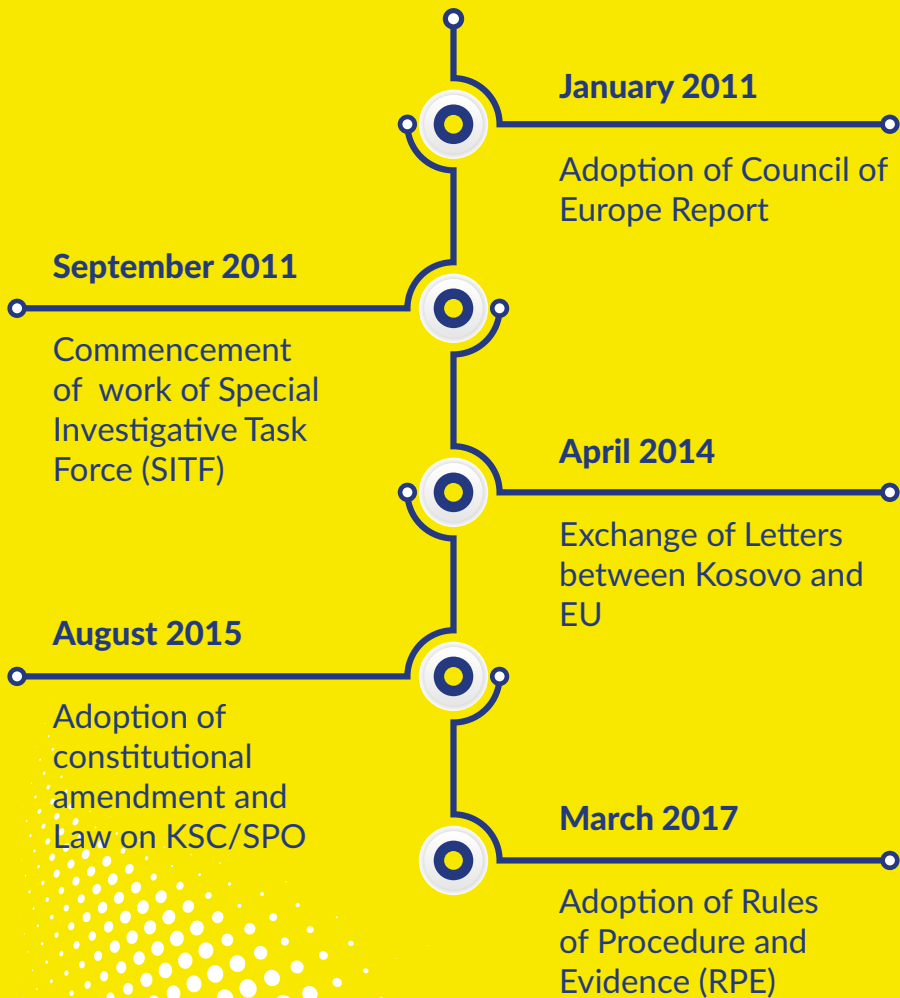 January 2011
Adoption of Council of
Europe Report
September 2011
Commencement
of  work of Special
Investigative Task
Force (SITF)
April 2014
Exchange of Letters
between Kosovo and
EU
August 2015
Adoption of
constitutional
amendment and
Law on KSC/SPO
March 2017
Adoption of Rules
of Procedure and
Evidence (RPE)